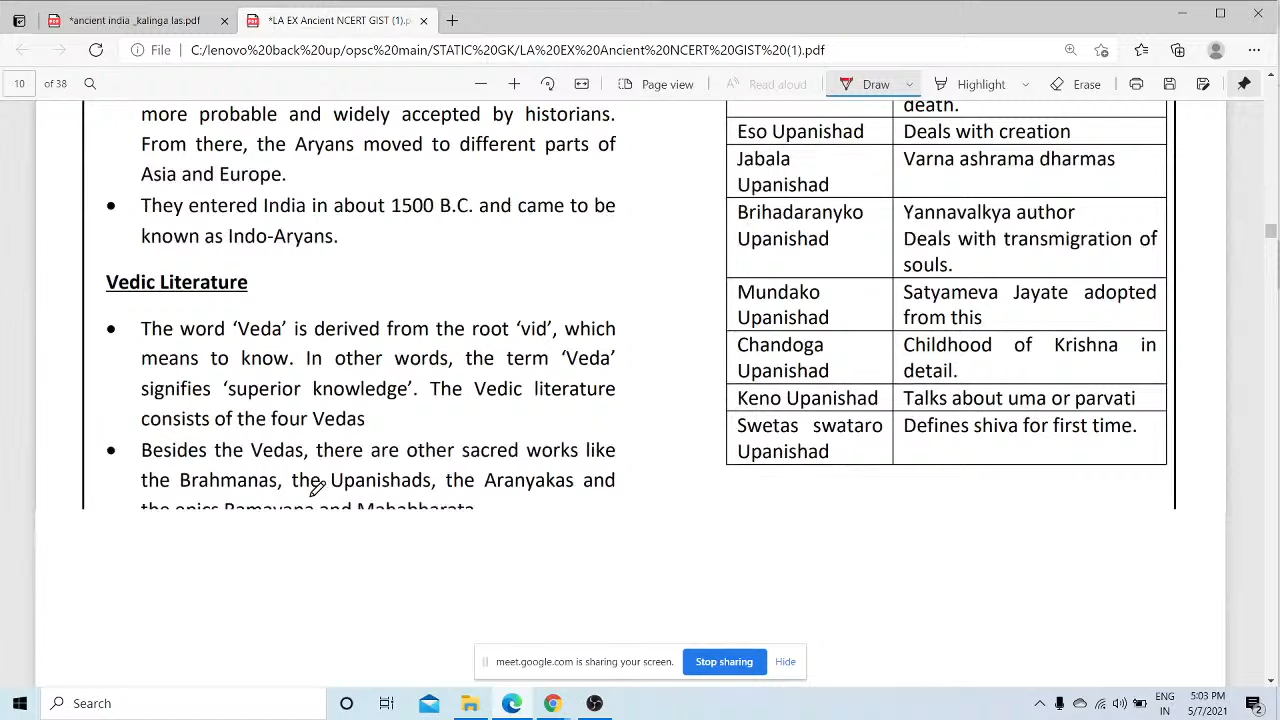 *ancient india _kalinga Ias.pdf
*LA EX Ancient NCERT GIST (1).p
File
C:/lenovo%20back%20up/opsc%20main/STATIC%20GK/LA%20EX%20Ancient%20NCERT%20GIST%20(1).pdf
10 of 38
Page view
Read aloud
Draw
Highlight
Erase
more probable and widely accepted by historians.
From there, the Aryans moved to different parts of
Asia and Europe.
• They entered India in about 1500 B.C. and came to be
known as Indo-Aryans.
Vedic Literature
• The word ‘Veda’ is derived from the root ‘vid’, which
means to know. In other words, the term ‘Veda’
signifies ‘superior knowledge’. The Vedic literature
consists of the four Vedas
• Besides the Vedas, there are other sacred works like
the Brahmanas, the Upanishads, the Aranyakas and
the epics Ramayana and Mahabharata.
death.
Eso Upanishad
Deals with creation
Jabala
Upanishad
Varna ashrama dharmas
Brihadaranyko
Upanishad
Yannavalkya author
Deals with transmigration of
souls.
Mundako
Upanishad
Satyameva Jayate adopted
from this
Chandoga
Upanishad
Childhood of Krishna in
detail.
Keno Upanishad
Talks about uma or parvati
Swetas swataro
Upanishad
Defines shiva for first time.
meet.google.com is sharing your screen.
Stop sharing
Hide
Search
ENG
IN
5:03 PM
5/7/2021
2